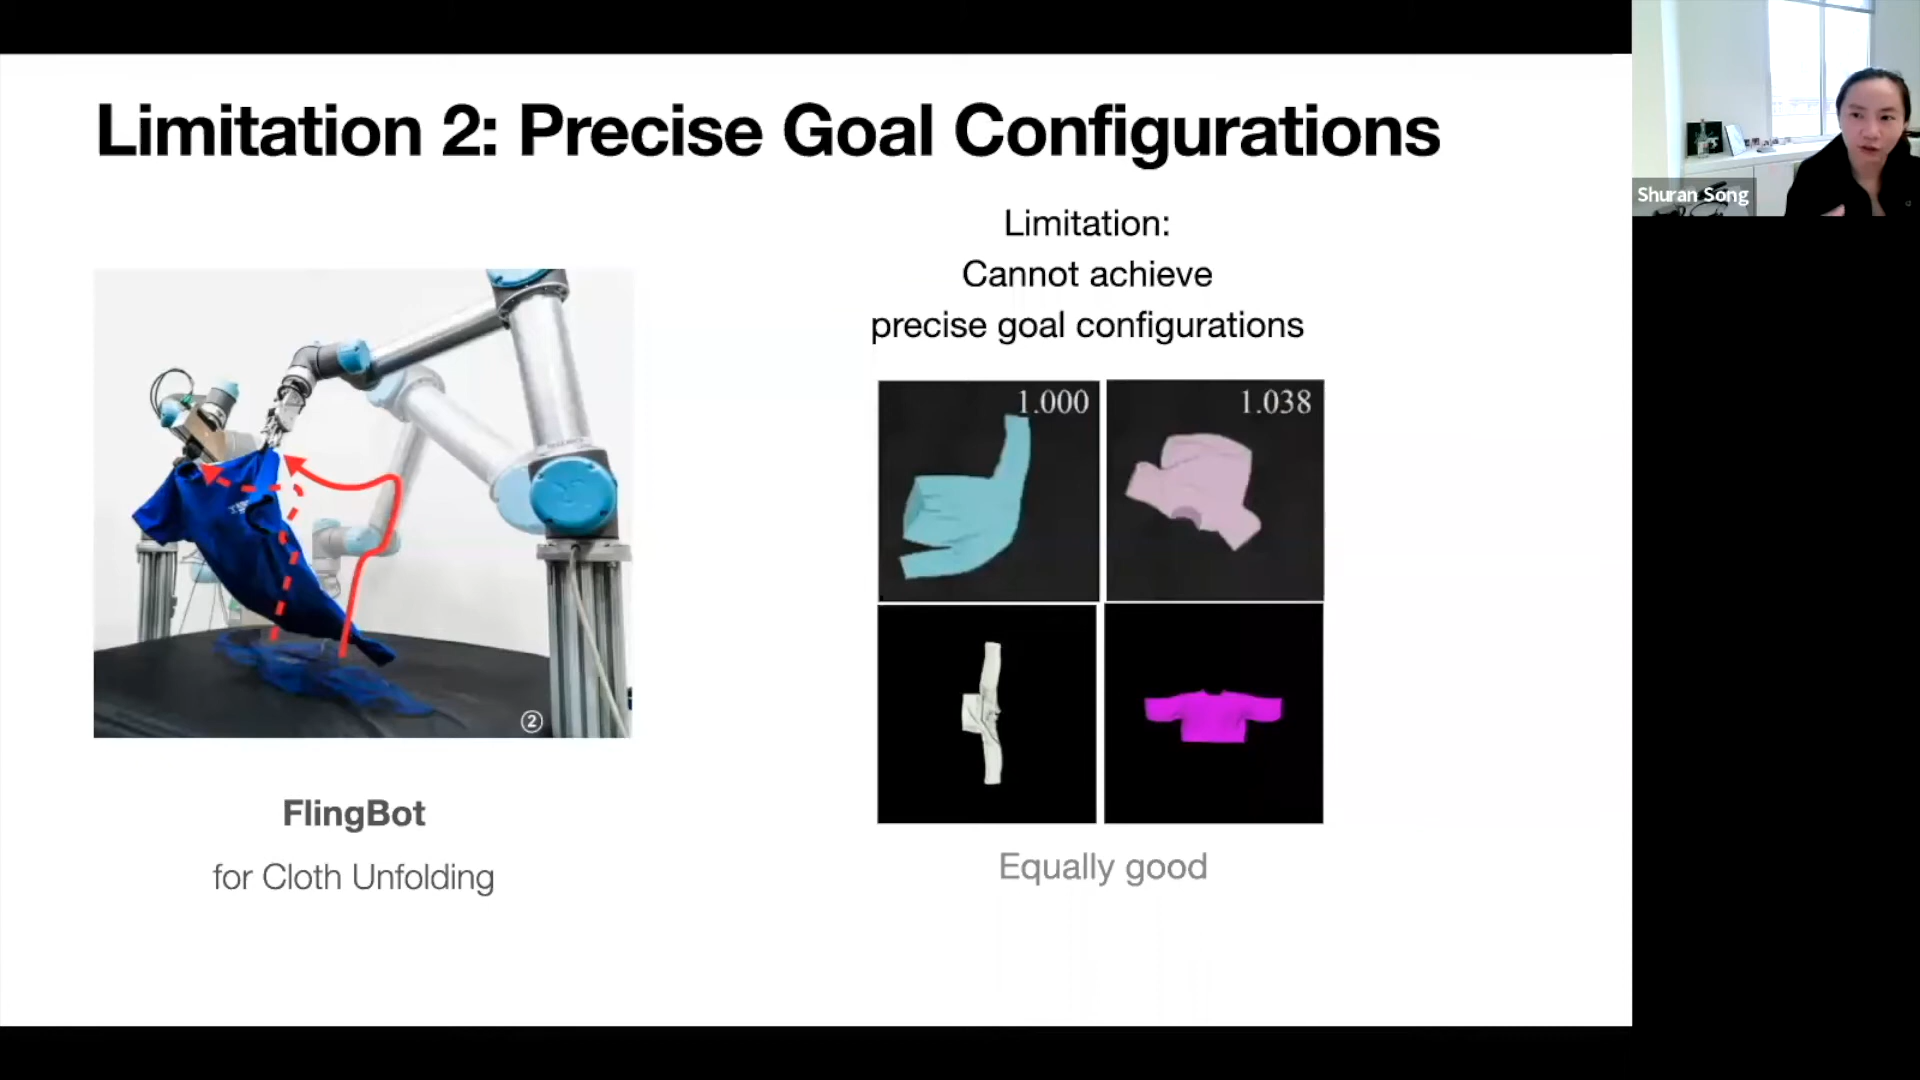 Limitation 2: Precise Goal Configurations
Shuran Song
Limitation:
Cannot achieve
precise goal configurations
1.000
1.038
②
FlingBot
for Cloth Unfolding
Equally good